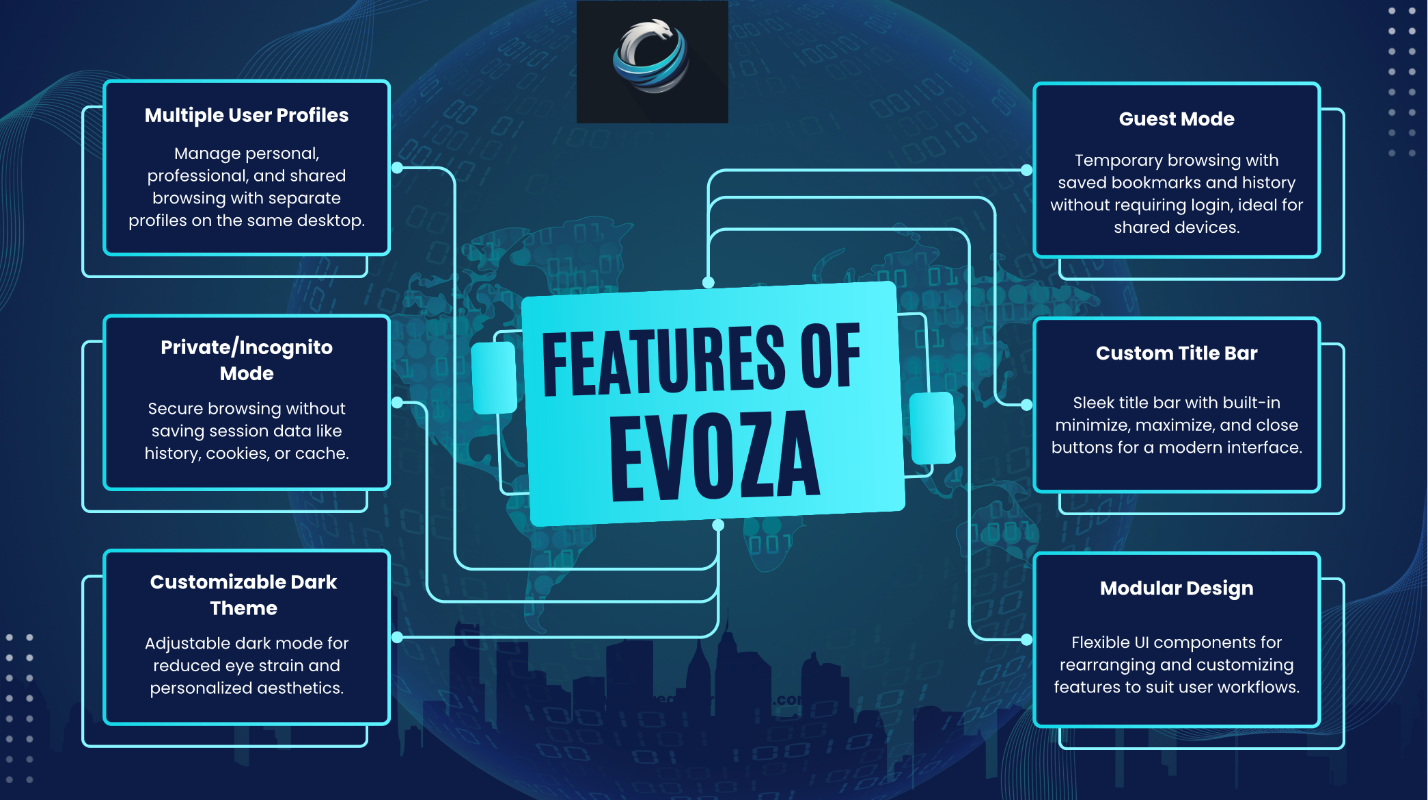 Multiple User Profiles
Manage personal,
professional, and shared
browsing with separate
profiles on the same desktop.
Private/Incognito
Mode
Secure browsing without
saving session data like
history, cookies, or cache.
Customizable Dark
Theme
Adjustable dark mode for
reduced eye strain and
personalized aesthetics.
FEATURES OF
EVOZA
Guest Mode
Temporary browsing with
saved bookmarks and history
without requiring login, ideal for
shared devices.
Custom Title Bar
Sleek title bar with built-in
minimize, maximize, and close
buttons for a modern interface.
Modular Design
Flexible UI components for
rearranging and customizing
features to suit user workflows.